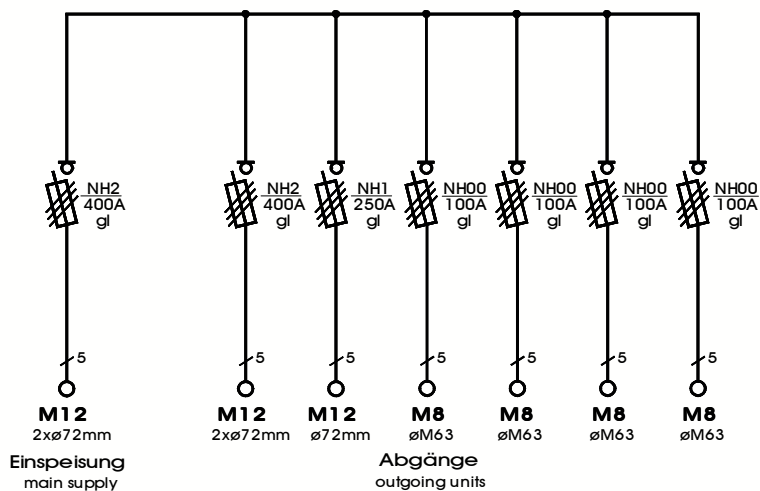 NH2 NH2 NH1 NH00 NH00 NH00 NH00
400A 400A 250A 100A 100A 100A 100A
gl gl gl gl gl gl gl
5 5 5 5 5 5 5
M12 M12 M12 M8 M8 M8 M8
2xø72mm 2xø72mm ø72mm øM63 øM63 øM63 øM63
Einspeisung Abgänge
main supply outgoing units